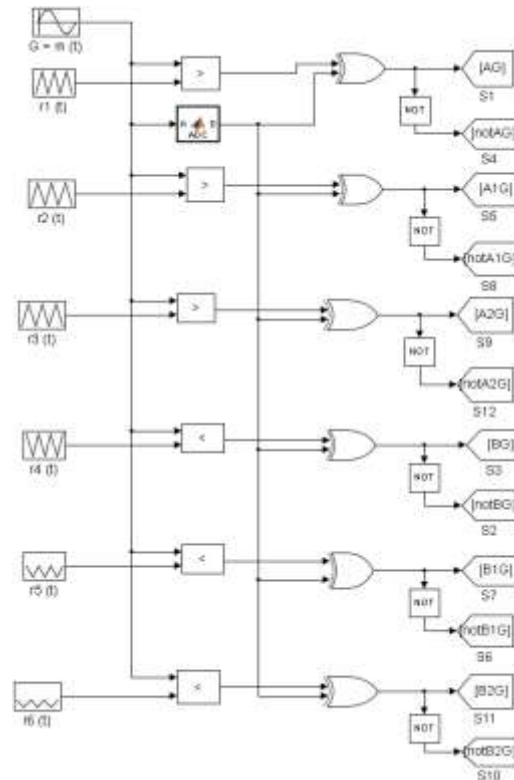 G = m (t)
>
[AG]
r1 (t)
S1
NOT
A D
ADC
[notAG]
S4
>
[A1G]
r2 (t)
S5
NOT
[notA1G]
S8
>
[A2G]
r3 (t)
S9
NOT
[notA2G]
S12
<
[BG]
r4 (t)
S3
NOT
[notBG]
S2
<
[B1G]
r5 (t)
S7
NOT
[notB1G]
S6
<
[B2G]
r6 (t)
S11
NOT
[notB2G]
S10